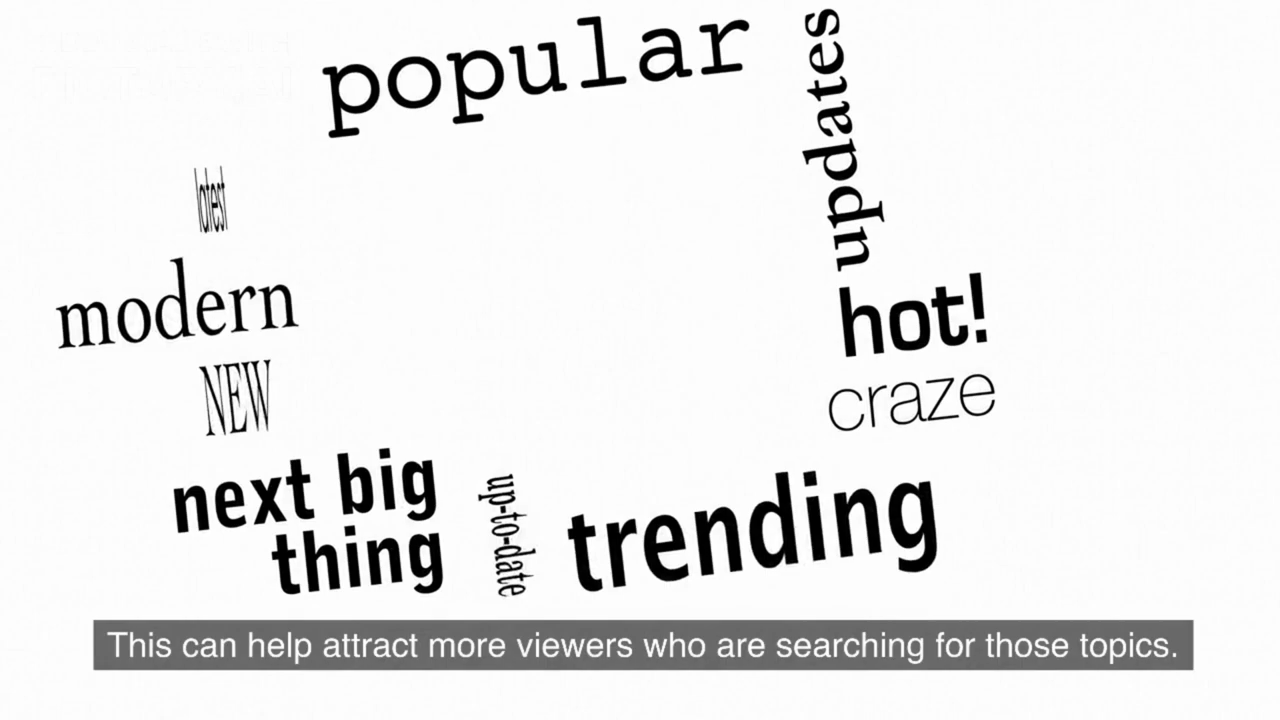 popular
updates
latest
modern
hot!
NEW
craze
next big
thing
up-to-date
trending
This can help attract more viewers who are searching for those topics.